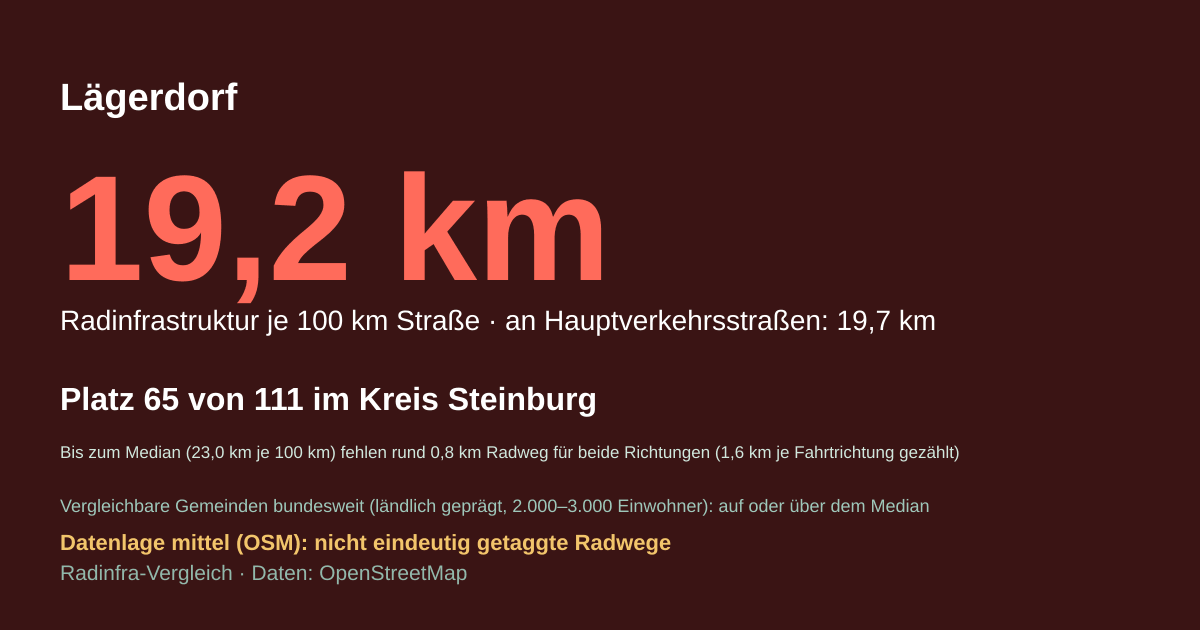 Lägerdorf
19,2 km
Radinfrastruktur je 100 km Straße · an Hauptverkehrsstraßen: 19,7 km
Platz 65 von 111 im Kreis Steinburg
Bis zum Median (23,0 km je 100 km) fehlen rund 0,8 km Radweg für beide Richtungen (1,6 km je Fahrtrichtung gezählt)
Vergleichbare Gemeinden bundesweit (ländlich geprägt, 2.000–3.000 Einwohner): auf oder über dem Median
Datenlage mittel (OSM): nicht eindeutig getaggte Radwege
Radinfra-Vergleich · Daten: OpenStreetMap